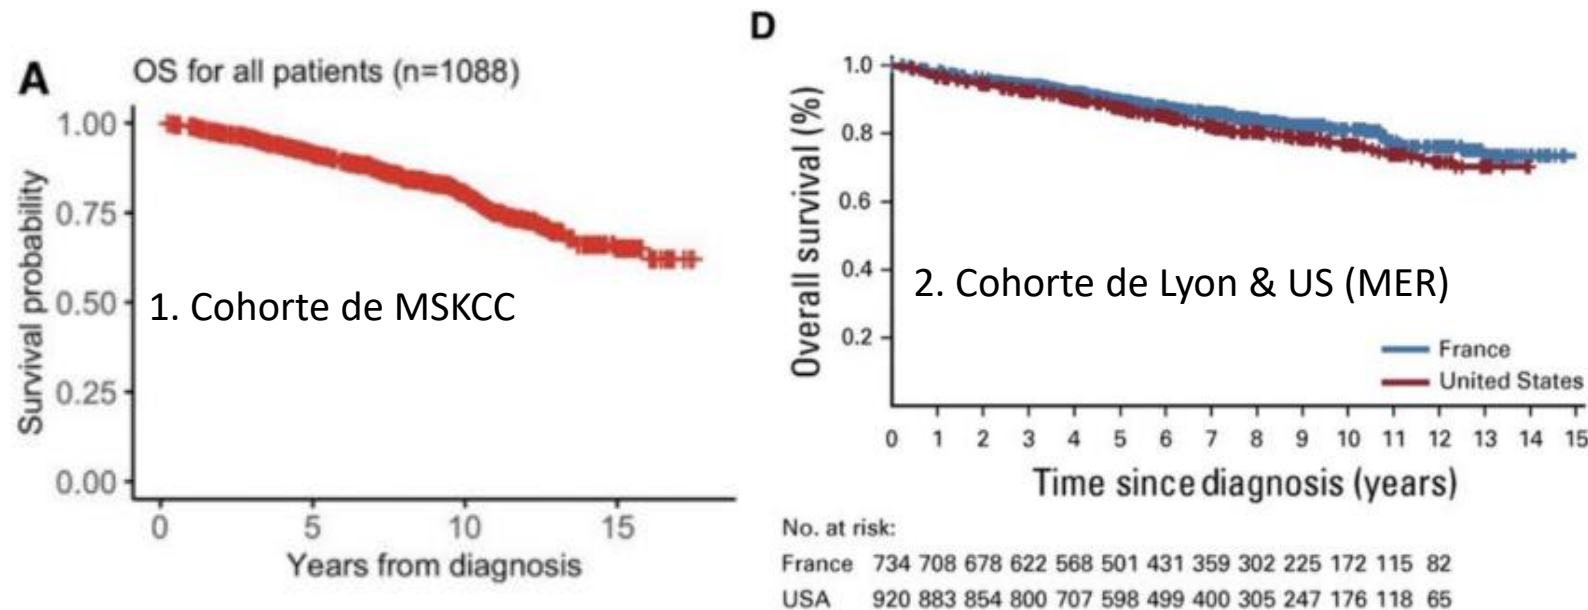 A
OS for all patients (n=1088)
Survival probability
1.00
0.75
0.50
0.25
0.00
1. Cohorte de MSKCC
0 5 10 15
Years from diagnosis
D
Overall survival (%)
1.0
0.8
0.6
0.4
0.2
2. Cohorte de Lyon & US (MER)
France
United States
0 1 2 3 4 5 6 7 8 9 10 11 12 13 14 15
Time since diagnosis (years)
No. at risk:
France 734 708 678 622 568 501 431 359 302 225 172 115 82
USA 920 883 854 800 707 598 499 400 305 247 176 118 65